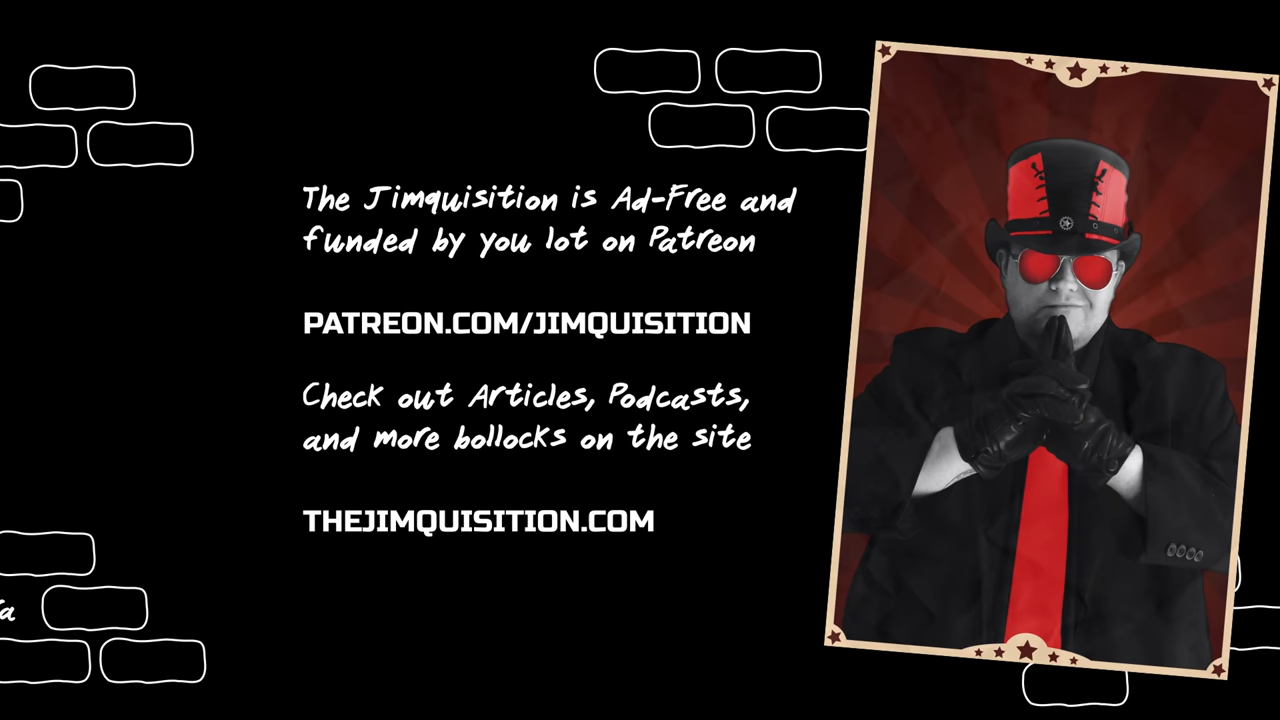 The Jimquisition is Ad-Free and
funded by you lot on Patreon
PATREON.COM/JIMQUISITION
Check out Articles, Podcasts,
and more bollocks on the site
THEJIMQUISITION.COM